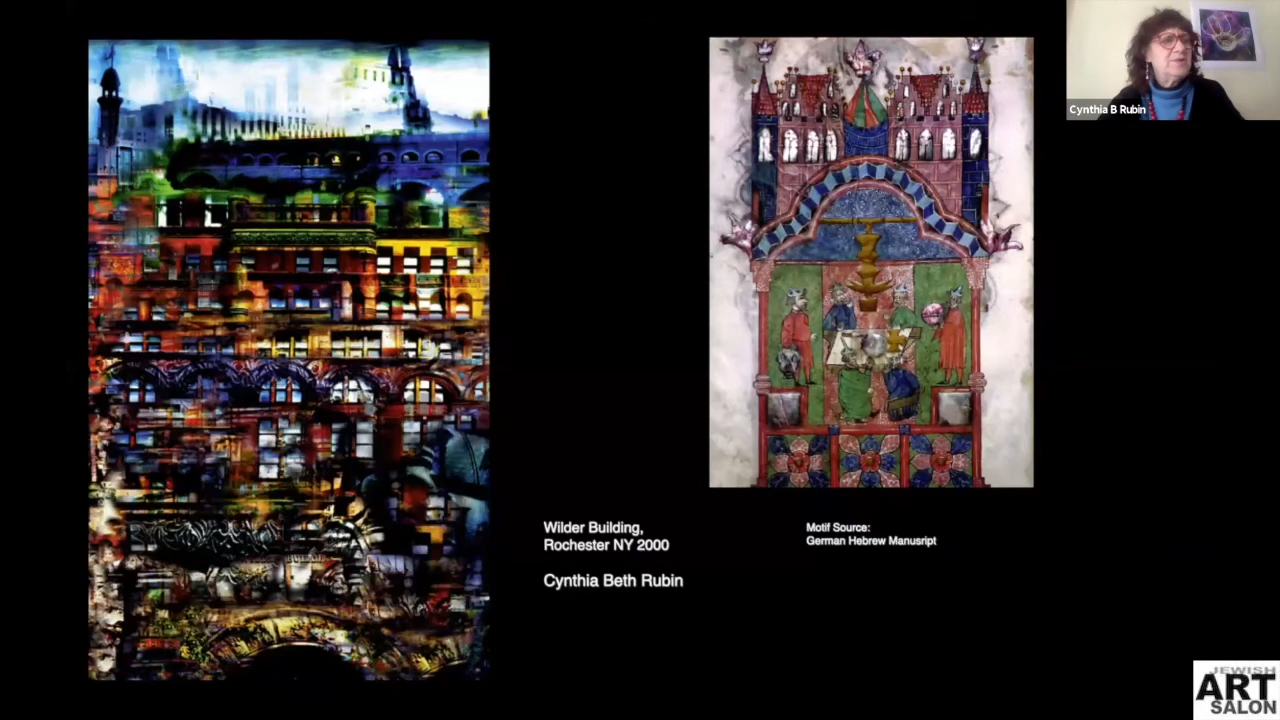 Cynthia B Rubin
Wilder Building,
Rochester NY 2000
Cynthia Beth Rubin
Motif Source:
German Hebrew Manusript
JEWISH
ART
SALON